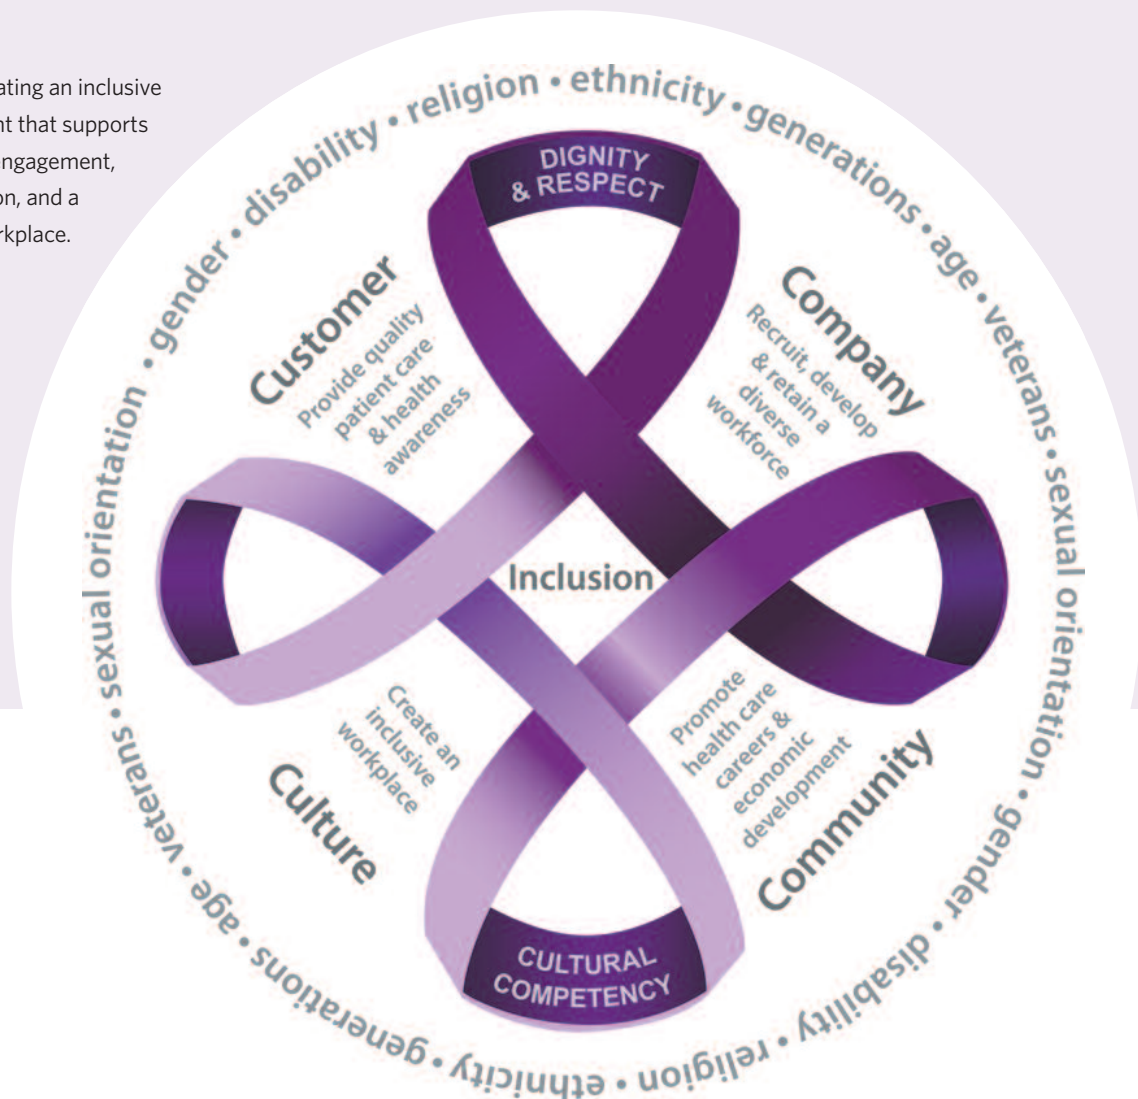 ating an inclusive
nt that supports
engagement,
on, and a
rkplace.
sexual orientation • gender • disability • religion • ethnicity • generations • age • veterans • sexual orientation • gender • disability • religion • ethnicity • generations • age • veterans •
DIGNITY
& RESPECT
Customer
Provide quality
patient care
& health
awareness
Company
Recruit, develop
& retain a
diverse
workforce
Inclusion
Culture
Create an
inclusive
workplace
Community
Promote
health care
careers &
economic
development
CULTURAL
COMPETENCY